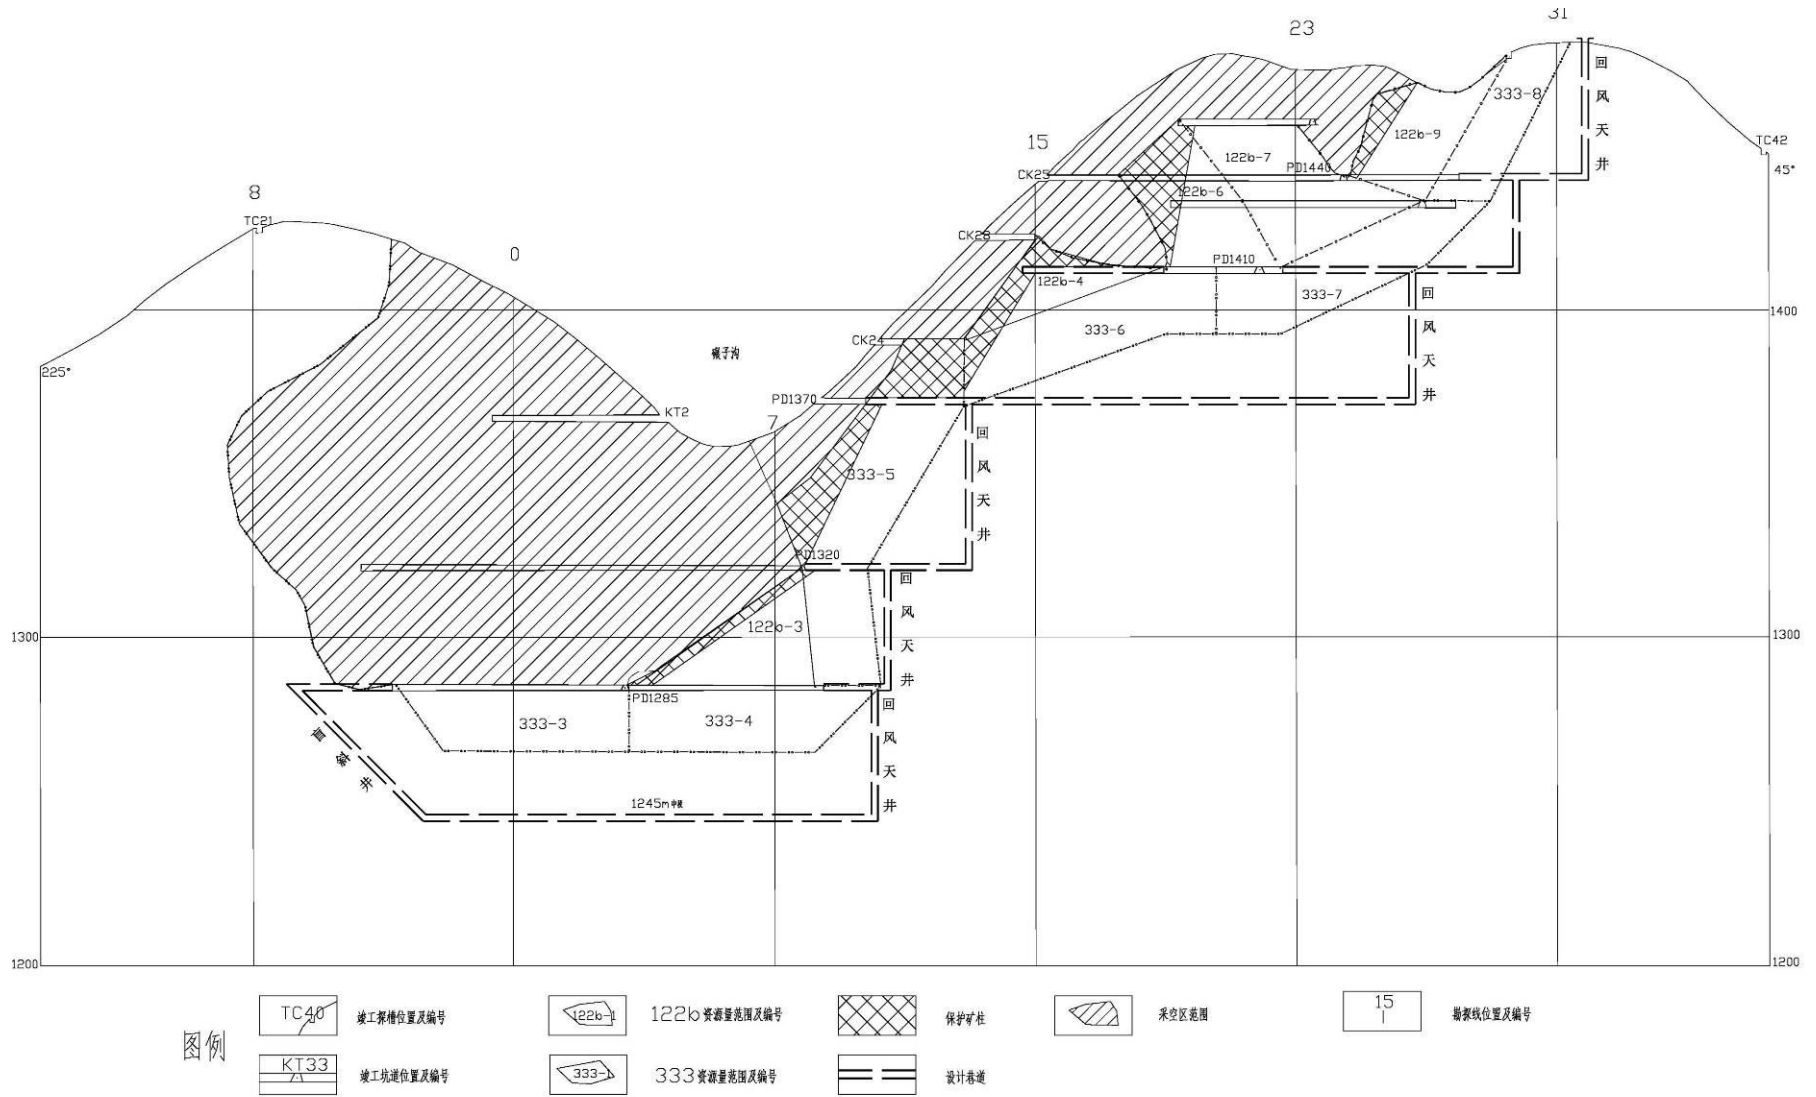 31
23
回风天井
333-8
122b-9
TC42
15
122b-7
PD1440
45°
CK25
8
122b-6
TC21
CK28
0
PD1410
122b-4
回风天井
333-7
1400
333-6
碾子沟
CK24
225°
PD1370
KT2
7
回风天井
333-5
PD1320
回风天井
1300
122b-3
1300
PD1285
回风天井
333-3
333-4
盲斜井
1245m中段
1200
1200
图例
TC40
竣工探槽位置及编号
122b-1
122b资源量范围及编号
保护矿柱
采空区范围
15
勘探线位置及编号
KT33
竣工坑道位置及编号
333-1
333资源量范围及编号
设计巷道